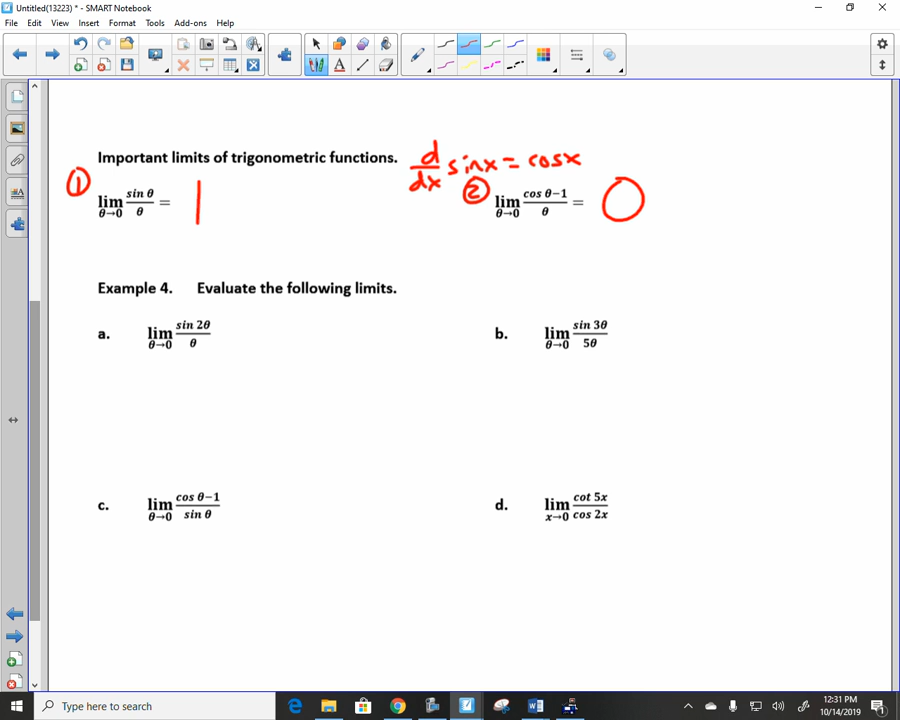 Untitled(13223) * - SMART Notebook
File Edit View Insert Format Tools Add-ons Help
Important limits of trigonometric functions. d/dx sinx = cosx
① lim θ→0 sin θ/θ = 1 ② lim θ→0 cos θ−1/θ = 0
Example 4. Evaluate the following limits.
a. lim θ→0 sin 2θ/θ b. lim θ→0 sin 3θ/5θ
c. lim θ→0 cos θ−1/sin θ d. lim x→0 cot 5x/cos 2x
Type here to search
12:31 PM
10/14/2019
1